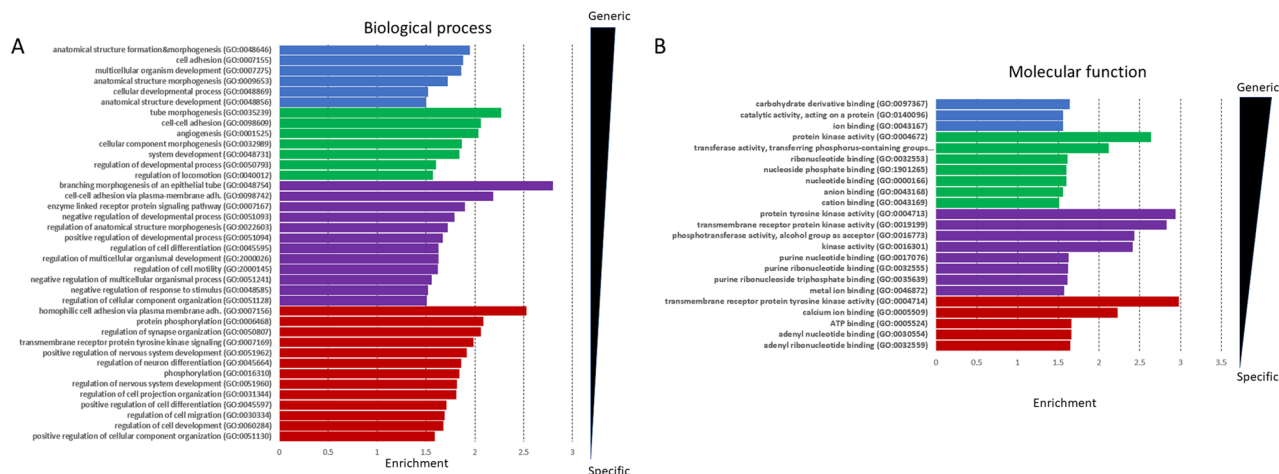 A
Biological process
Generic
anatomical structure formation&morphogenesis (GO:0048646)
cell adhesion (GO:0007155)
multicellular organism development (GO:0007275)
anatomical structure morphogenesis (GO:0009653)
cellular developmental process (GO:0048869)
anatomical structure development (GO:0048856)
tube morphogenesis (GO:0035239)
cell-cell adhesion (GO:0098609)
angiogenesis (GO:0001525)
cellular component morphogenesis (GO:0032989)
system development (GO:0048731)
regulation of developmental process (GO:0050793)
regulation of locomotion (GO:0040012)
branching morphogenesis of an epithelial tube (GO:0048754)
cell-cell adhesion via plasma-membrane adh. (GO:0098742)
enzyme linked receptor protein signaling pathway (GO:0007167)
negative regulation of developmental process (GO:0051093)
regulation of anatomical structure morphogenesis (GO:0022603)
positive regulation of developmental process (GO:0051094)
regulation of cell differentiation (GO:0045595)
regulation of multicellular organismal development (GO:2000026)
regulation of cell motility (GO:2000145)
negative regulation of multicellular organismal process (GO:0051241)
negative regulation of response to stimulus (GO:0048585)
regulation of cellular component organization (GO:0051128)
homophilic cell adhesion via plasma membrane adh. (GO:0007156)
protein phosphorylation (GO:0006468)
regulation of synapse organization (GO:0050807)
transmembrane receptor protein tyrosine kinase signaling (GO:0007169)
positive regulation of nervous system development (GO:0051962)
regulation of neuron differentiation (GO:0045664)
phosphorylation (GO:0016310)
regulation of nervous system development (GO:0051960)
regulation of cell projection organization (GO:0031344)
positive regulation of cell differentiation (GO:0045597)
regulation of cell migration (GO:0030334)
regulation of cell development (GO:0060284)
positive regulation of cellular component organization (GO:0051130)
0 0.5 1 1.5 2 2.5 3
Enrichment
Specific
B
Molecular function
Generic
carbohydrate derivative binding (GO:0097367)
catalytic activity, acting on a protein (GO:0140096)
ion binding (GO:0043167)
protein kinase activity (GO:0004672)
transferase activity, transferring phosphorus-containing groups...
ribonucleotide binding (GO:0032553)
nucleoside phosphate binding (GO:1901265)
nucleotide binding (GO:0000166)
anion binding (GO:0043168)
cation binding (GO:0043169)
protein tyrosine kinase activity (GO:0004713)
transmembrane receptor protein kinase activity (GO:0019199)
phosphotransferase activity, alcohol group as acceptor (GO:0016773)
kinase activity (GO:0016301)
purine nucleotide binding (GO:0017076)
purine ribonucleotide binding (GO:0032555)
purine ribonucleoside triphosphate binding (GO:0035639)
metal ion binding (GO:0046872)
transmembrane receptor protein tyrosine kinase activity (GO:0004714)
calcium ion binding (GO:0005509)
ATP binding (GO:0005524)
adenyl nucleotide binding (GO:0030554)
adenyl ribonucleotide binding (GO:0032559)
0 0.5 1 1.5 2 2.5 3 3.5
Enrichment
Specific